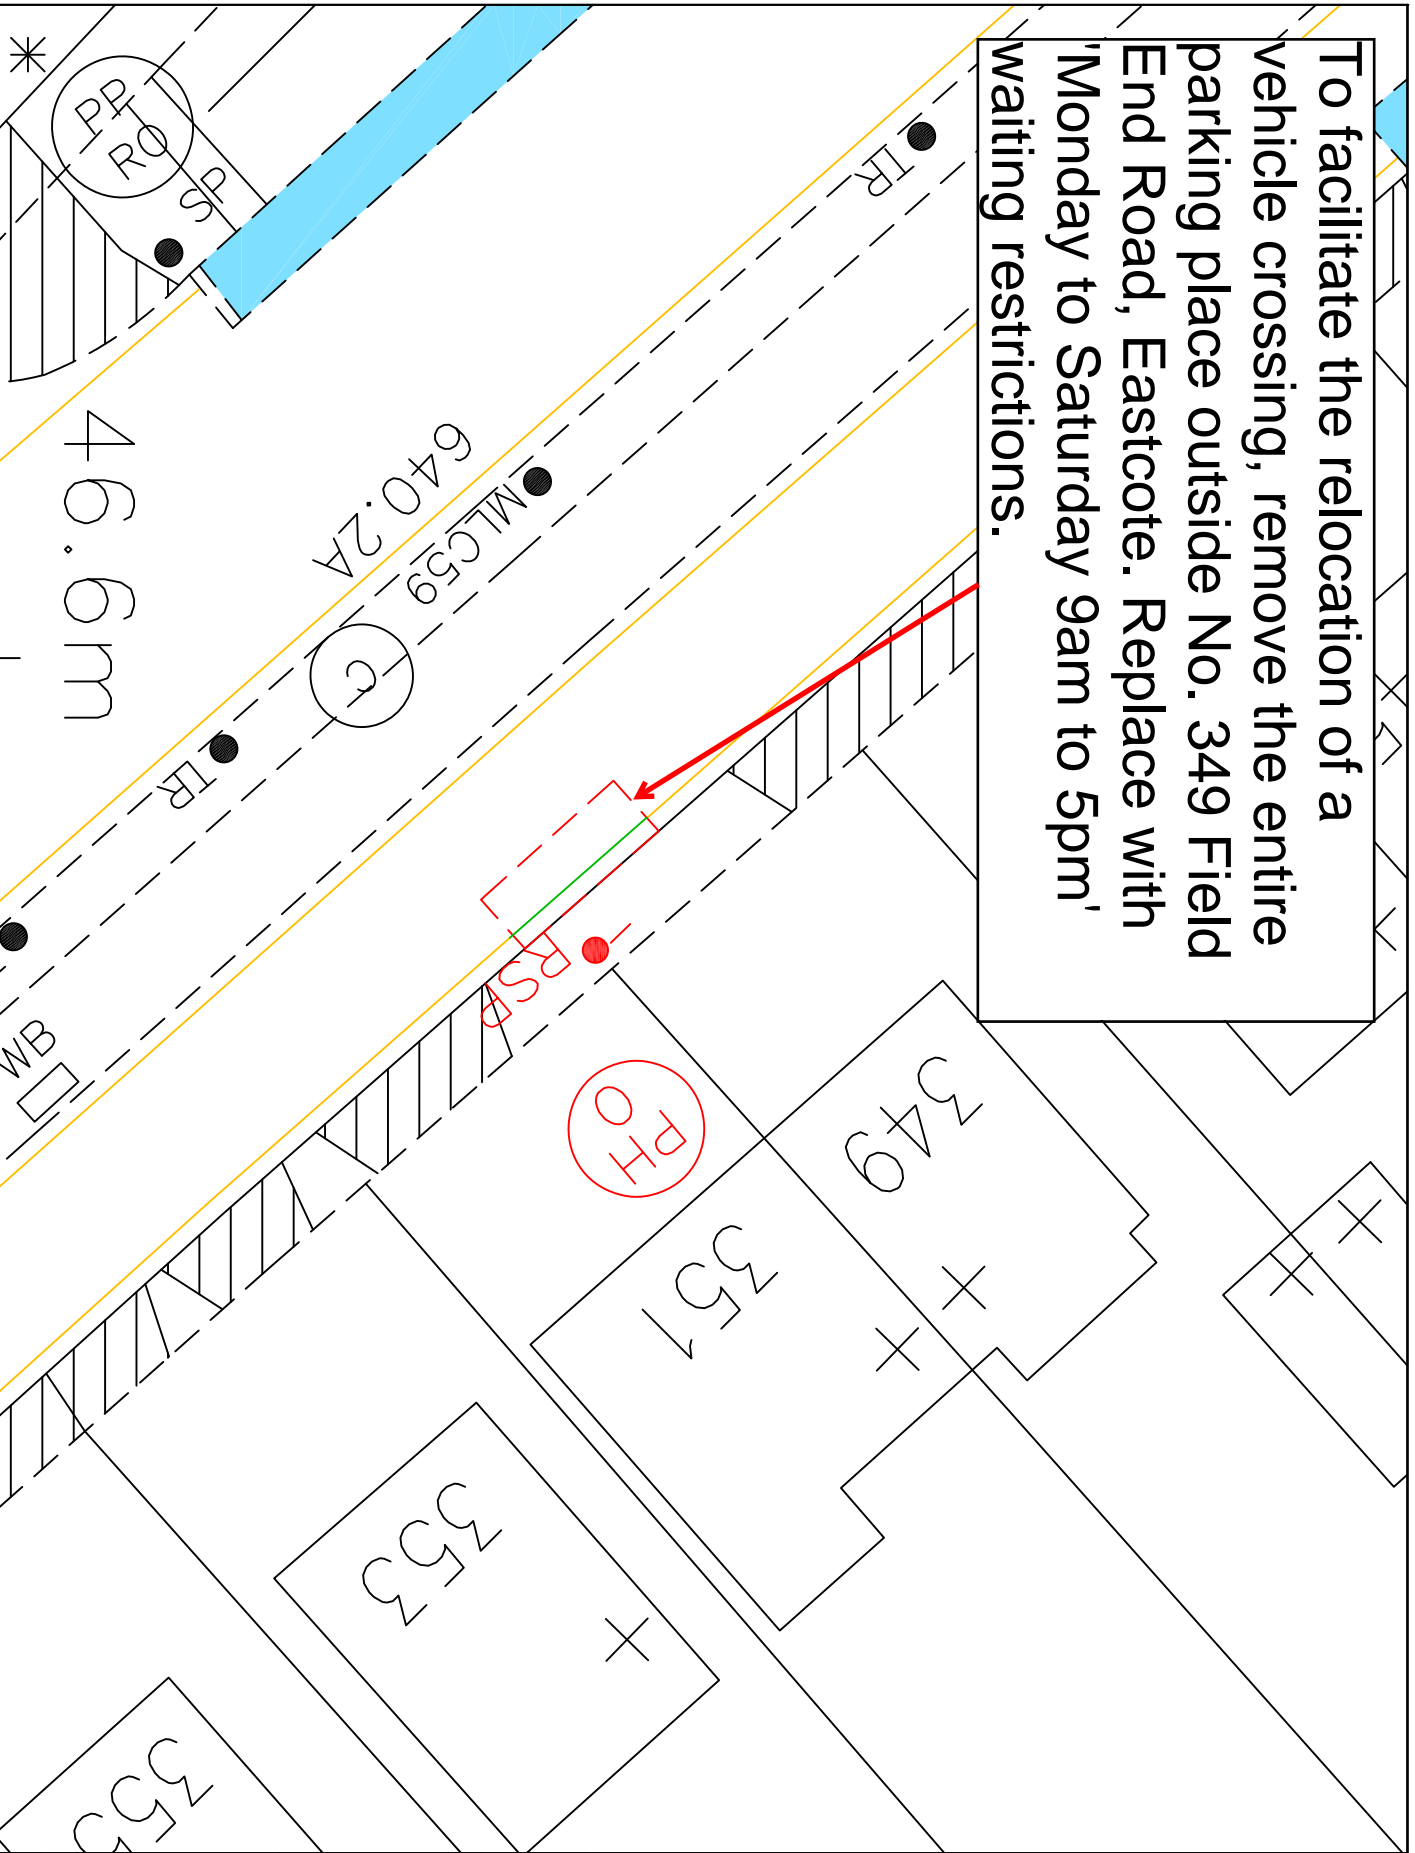 To facilitate the relocation of a
vehicle crossing, remove the entire
parking place outside No. 349 Field
End Road, Eastcote. Replace with
'Monday to Saturday 9am to 5pm'
waiting restrictions.
PP
RO
SP
IR
640.2A
MLC59
46.6m
C
IR
WB
RSP
PH
O
349
351
353